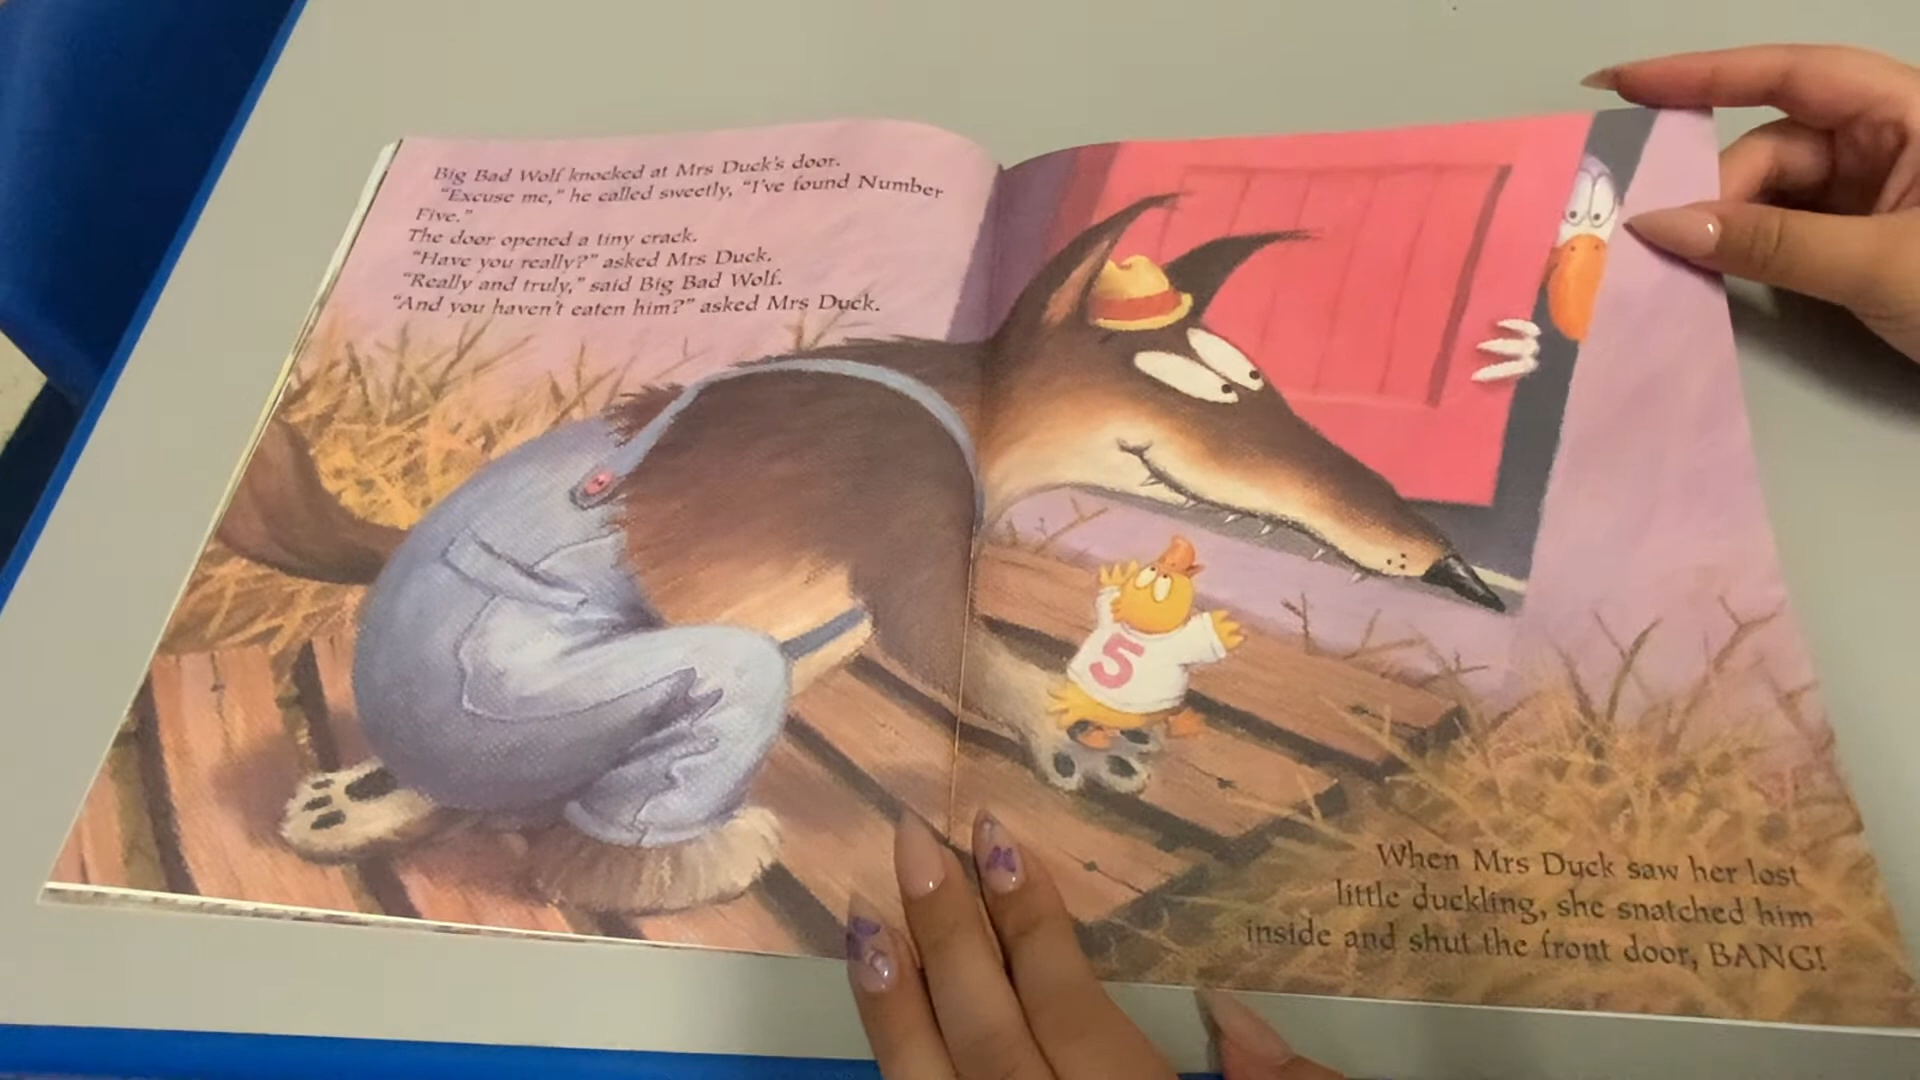 Big Bad Wolf knocked at Mrs Duck's door.
"Excuse me," he called sweetly, "I've found Number
Five."
The door opened a tiny crack.
"Have you really?" asked Mrs Duck.
"Really and truly," said Big Bad Wolf.
"And you haven't eaten him?" asked Mrs Duck.
5
When Mrs Duck saw her lost
little duckling, she snatched him
inside and shut the front door, BANG!